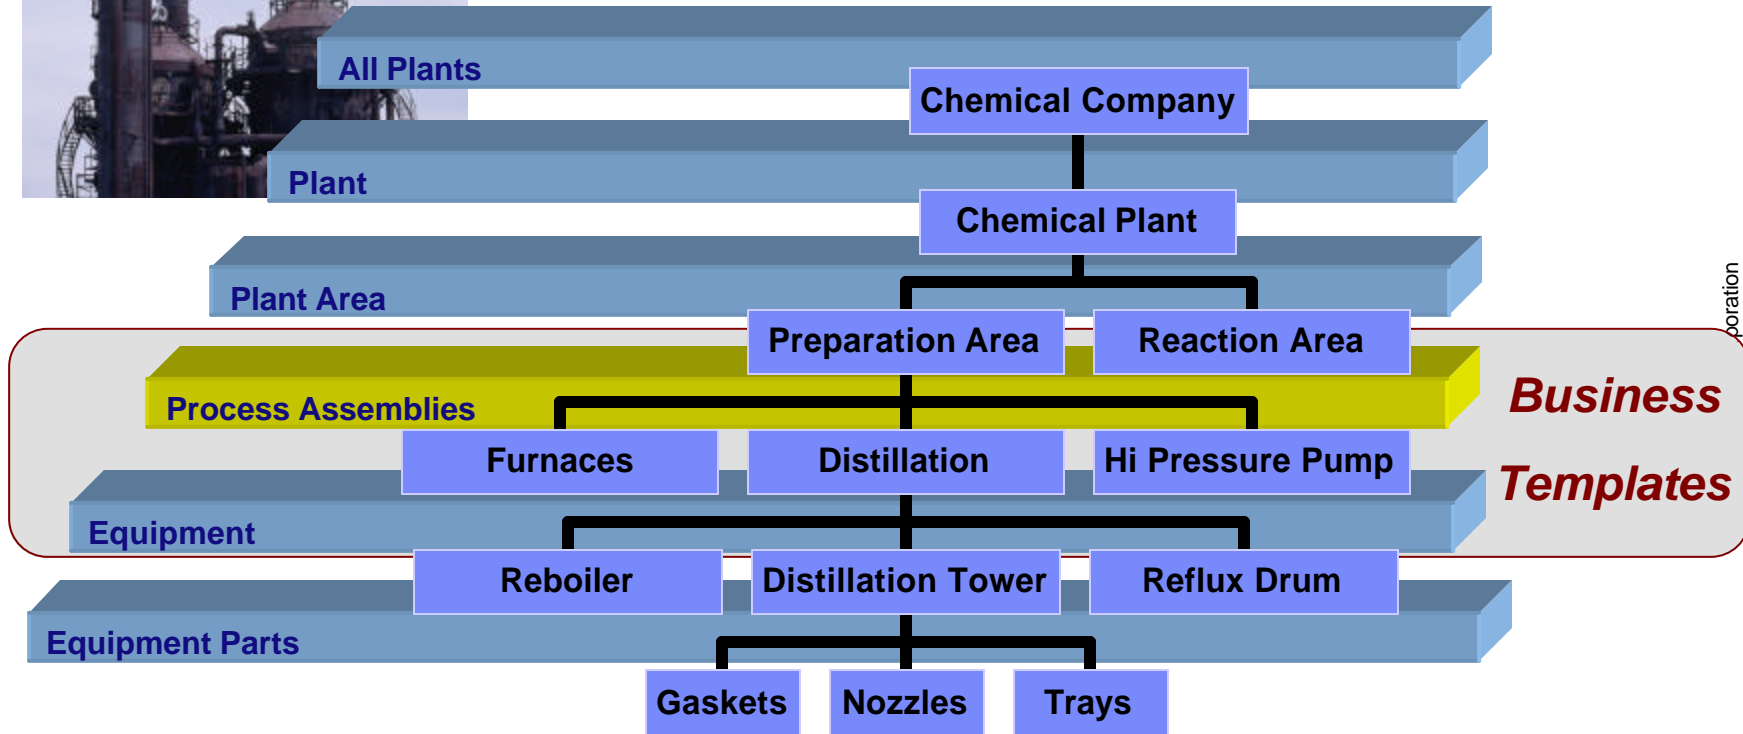 All Plants
Chemical Company
Plant
Chemical Plant
Plant Area
Preparation Area
Reaction Area
Process Assemblies
Business
Furnaces
Distillation
Hi Pressure Pump
Templates
Equipment
Reboiler
Distillation Tower
Reflux Drum
Equipment Parts
Gaskets
Nozzles
Trays